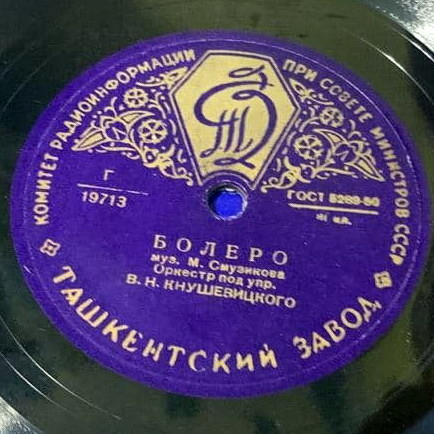 КОМИТЕТ РАДИОИНФОРМАЦИИ ПРИ СОВЕТЕ МИНИСТРОВ СССР
Г
19713
ГОСТ 5289-50
БОЛЕРО
муз. М. Смузикова
Оркестр под упр.
В. Н. КНУШЕВИЦКОГО
ТАШКЕНТСКИЙ ЗАВОД